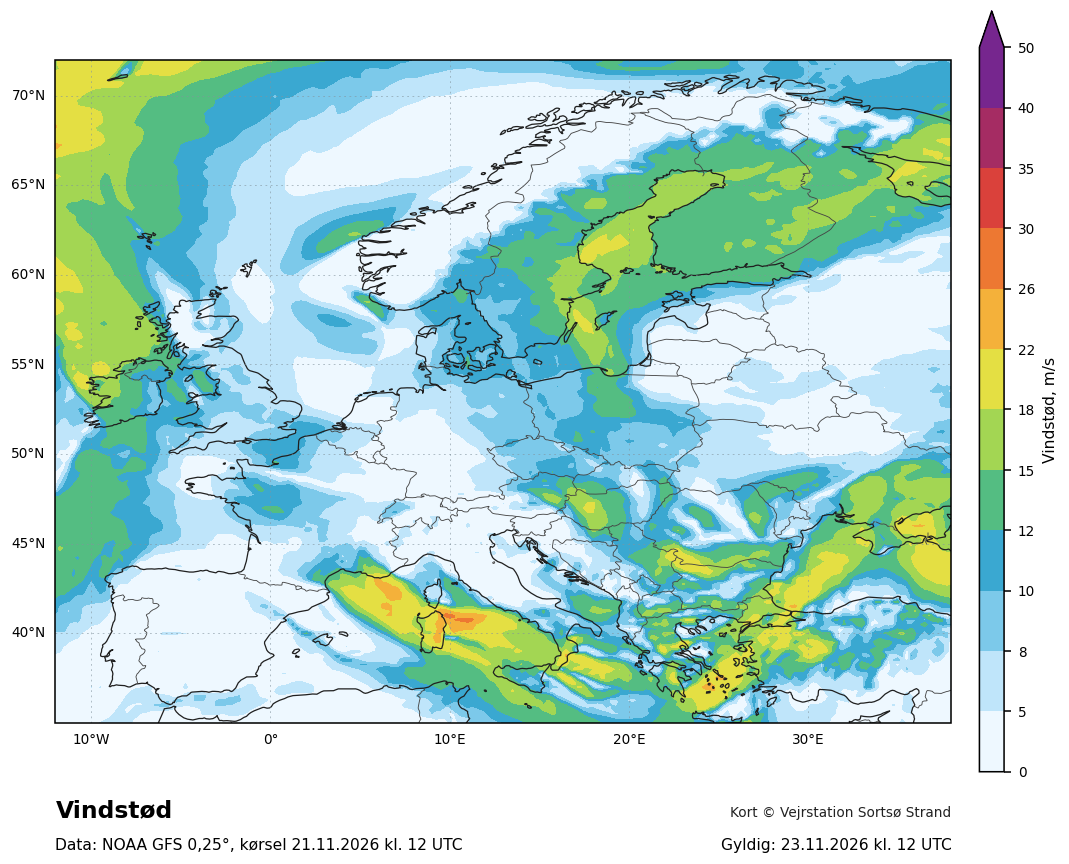 50
40
35
30
26
22
18
15
12
10
8
5
0
Vindstød, m/s
70°N
65°N
60°N
55°N
50°N
45°N
40°N
10°W 0° 10°E 20°E 30°E
Vindstød
Kort © Vejrstation Sortsø Strand
Data: NOAA GFS 0,25°, kørsel 21.11.2026 kl. 12 UTC
Gyldig: 23.11.2026 kl. 12 UTC